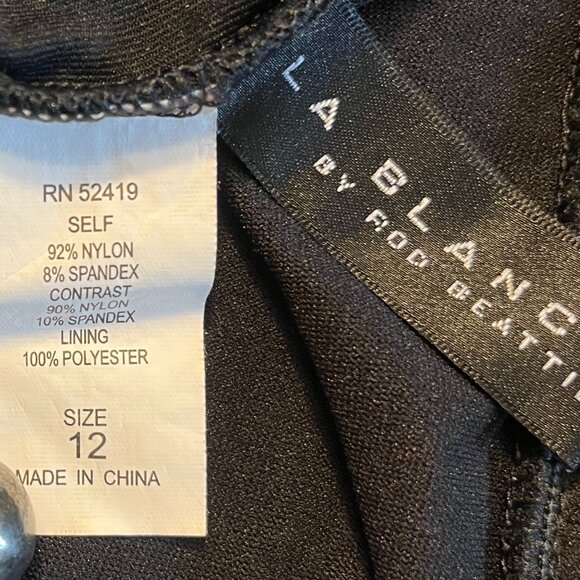 RN 52419
SELF
92% NYLON
8% SPANDEX
CONTRAST
90% NYLON
10% SPANDEX
LINING
100% POLYESTER
SIZE
12
MADE IN CHINA
LA BLANC
BY ROD BEATTI